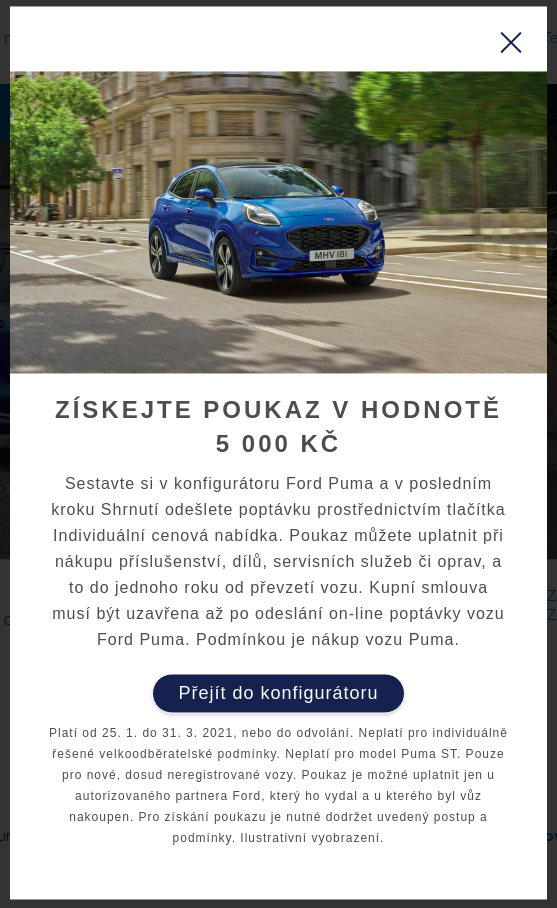 MHV 181
ZÍSKEJTE POUKAZ V HODNOTĚ
5 000 KČ
Sestavte si v konfigurátoru Ford Puma a v posledním
kroku Shrnutí odešlete poptávku prostřednictvím tlačítka
Individuální cenová nabídka. Poukaz můžete uplatnit při
nákupu příslušenství, dílů, servisních služeb či oprav, a
to do jednoho roku od převzetí vozu. Kupní smlouva
musí být uzavřena až po odeslání on-line poptávky vozu
Ford Puma. Podmínkou je nákup vozu Puma.
Přejít do konfigurátoru
Platí od 25. 1. do 31. 3. 2021, nebo do odvolání. Neplatí pro individuálně
řešené velkoodběratelské podmínky. Neplatí pro model Puma ST. Pouze
pro nové, dosud neregistrované vozy. Poukaz je možné uplatnit jen u
autorizovaného partnera Ford, který ho vydal a u kterého byl vůz
nakoupen. Pro získání poukazu je nutné dodržet uvedený postup a
podmínky. Ilustrativní vyobrazení.